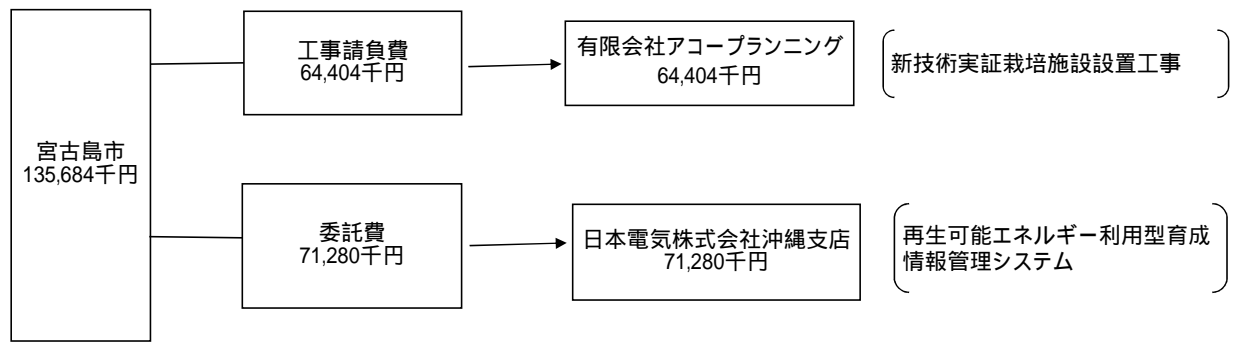 宮古島市
135,684千円
工事請負費
64,404千円
有限会社アコープランニング
64,404千円
新技術実証栽培施設設置工事
委託費
71,280千円
日本電気株式会社沖縄支店
71,280千円
再生可能エネルギー利用型育成
情報管理システム